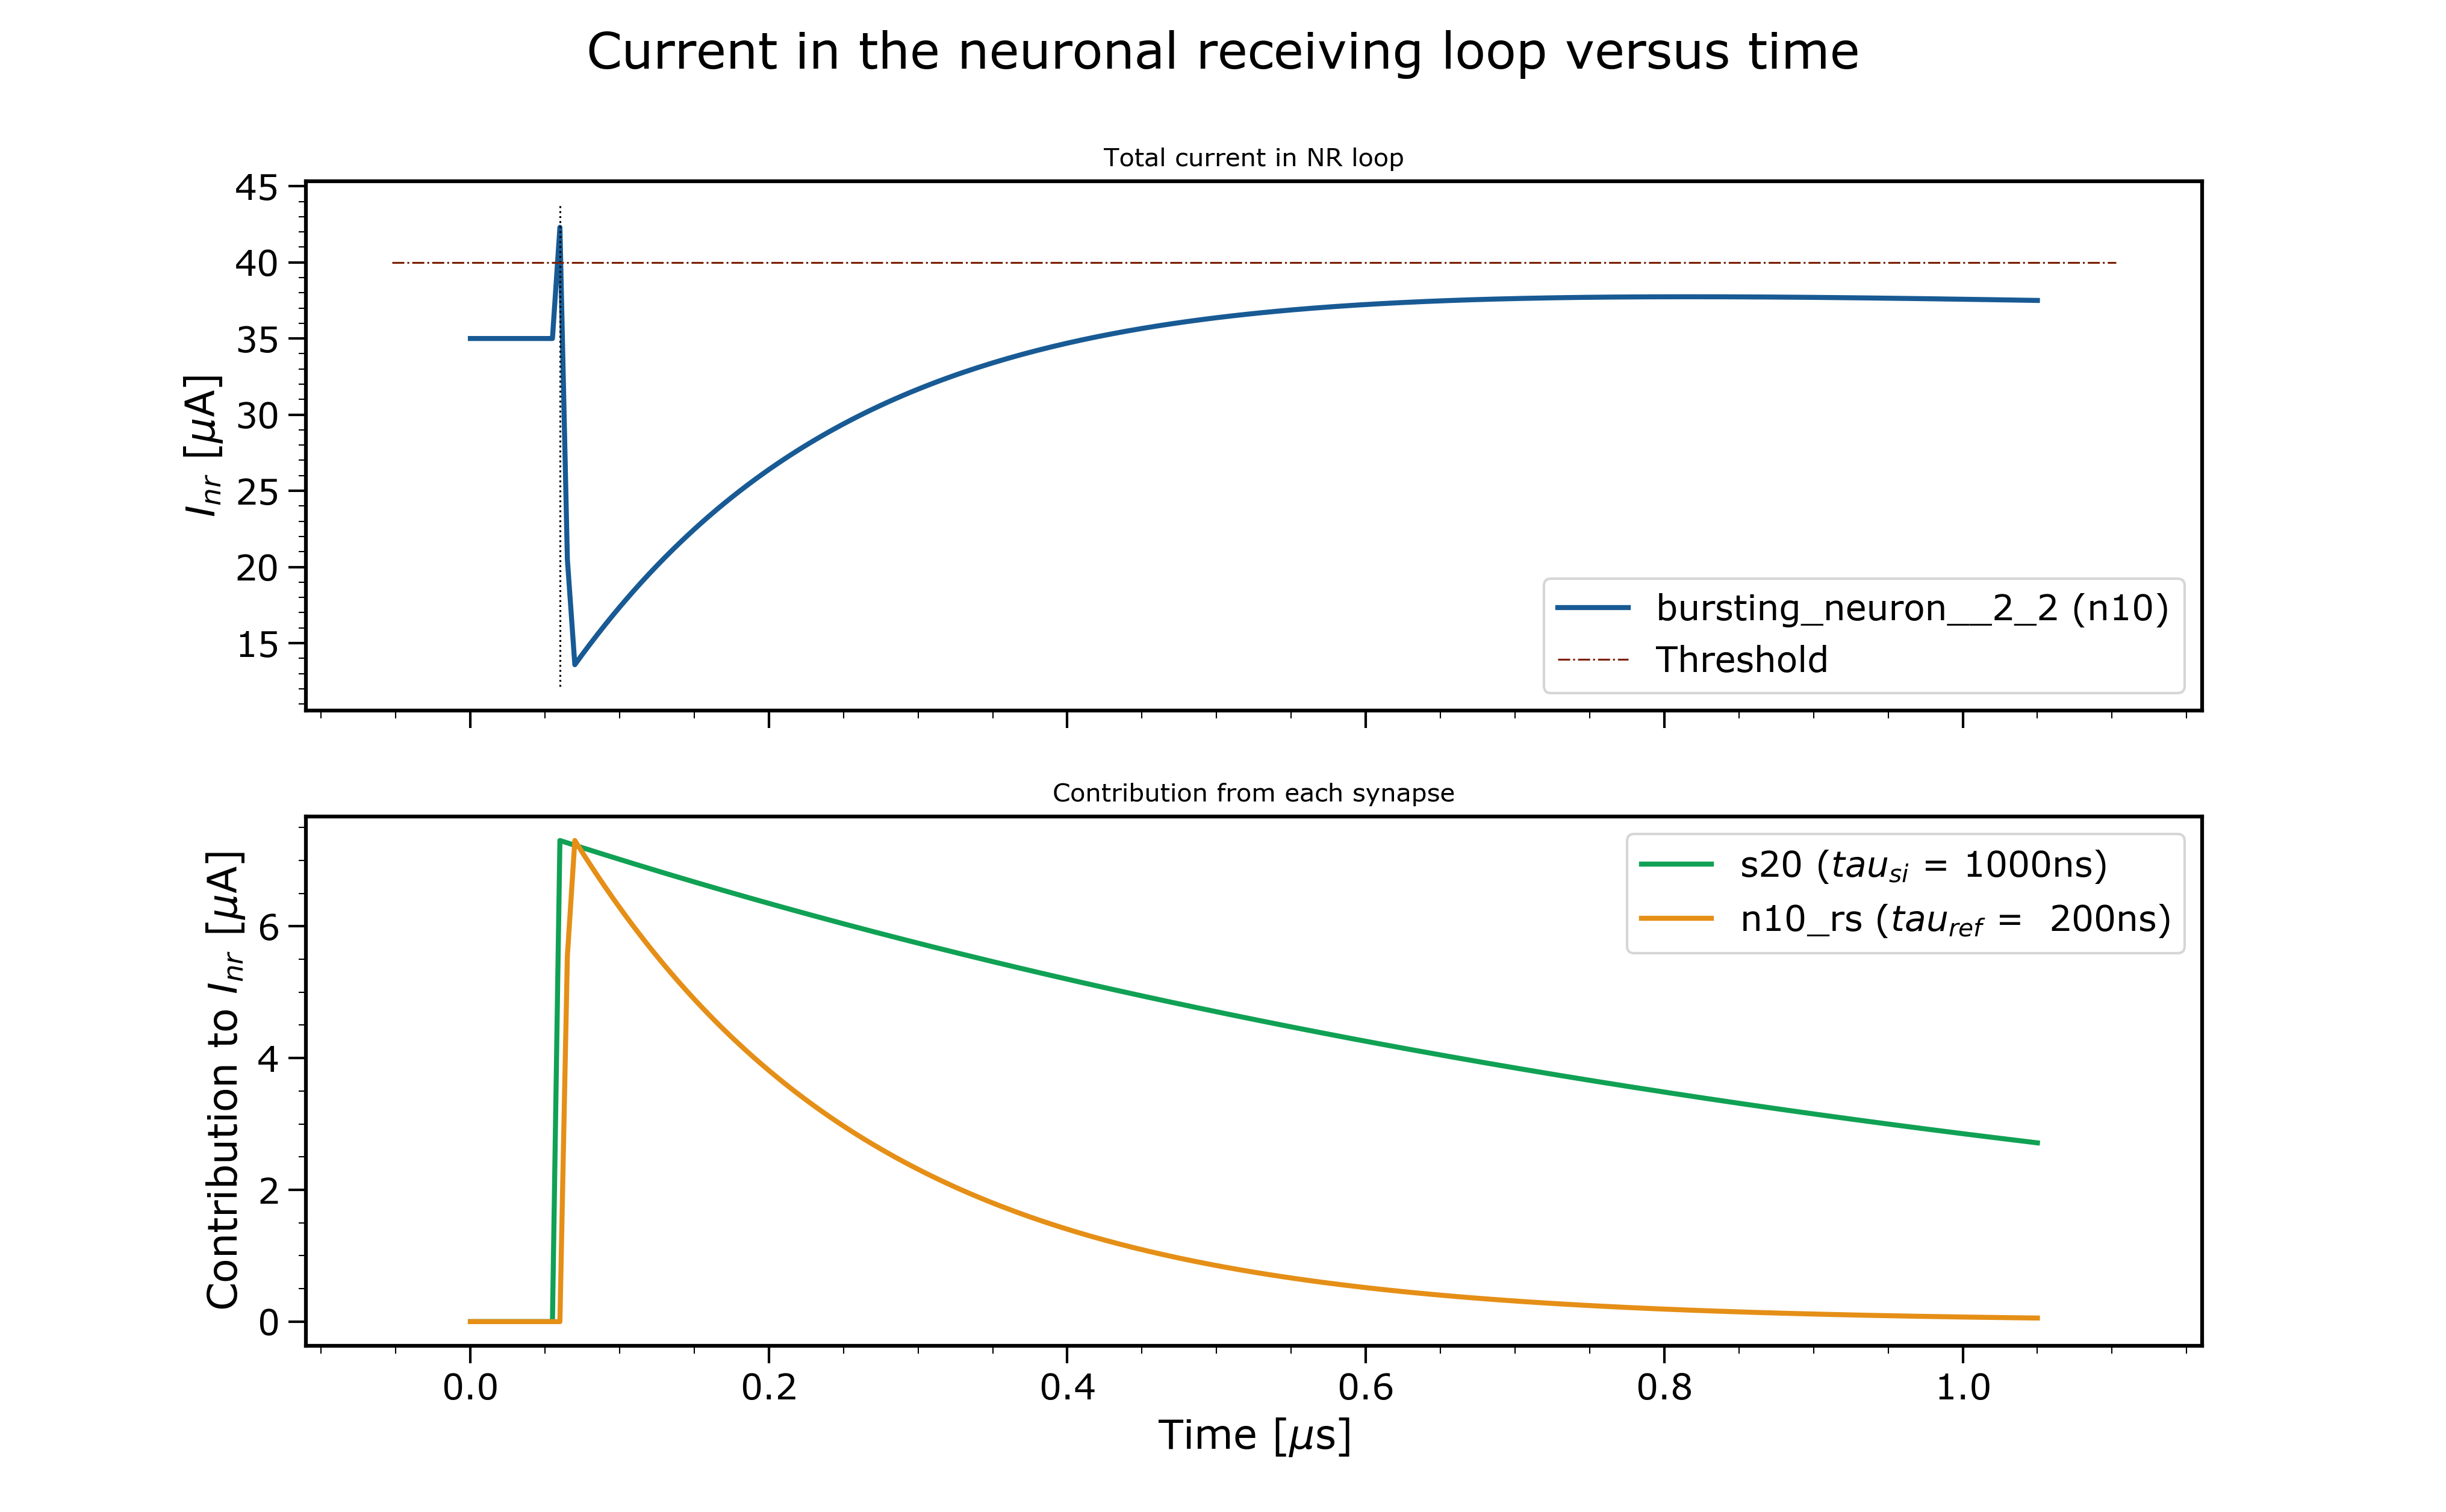 Current in the neuronal receiving loop versus time
Total current in NR loop
45
40
35
30
25
20
15
I_nr [μA]
bursting_neuron__2_2 (n10)
Threshold
Contribution from each synapse
6
4
2
0
Contribution to I_nr [μA]
s20 (tau_si = 1000ns)
n10_rs (tau_ref =  200ns)
0.0 0.2 0.4 0.6 0.8 1.0
Time [μs]